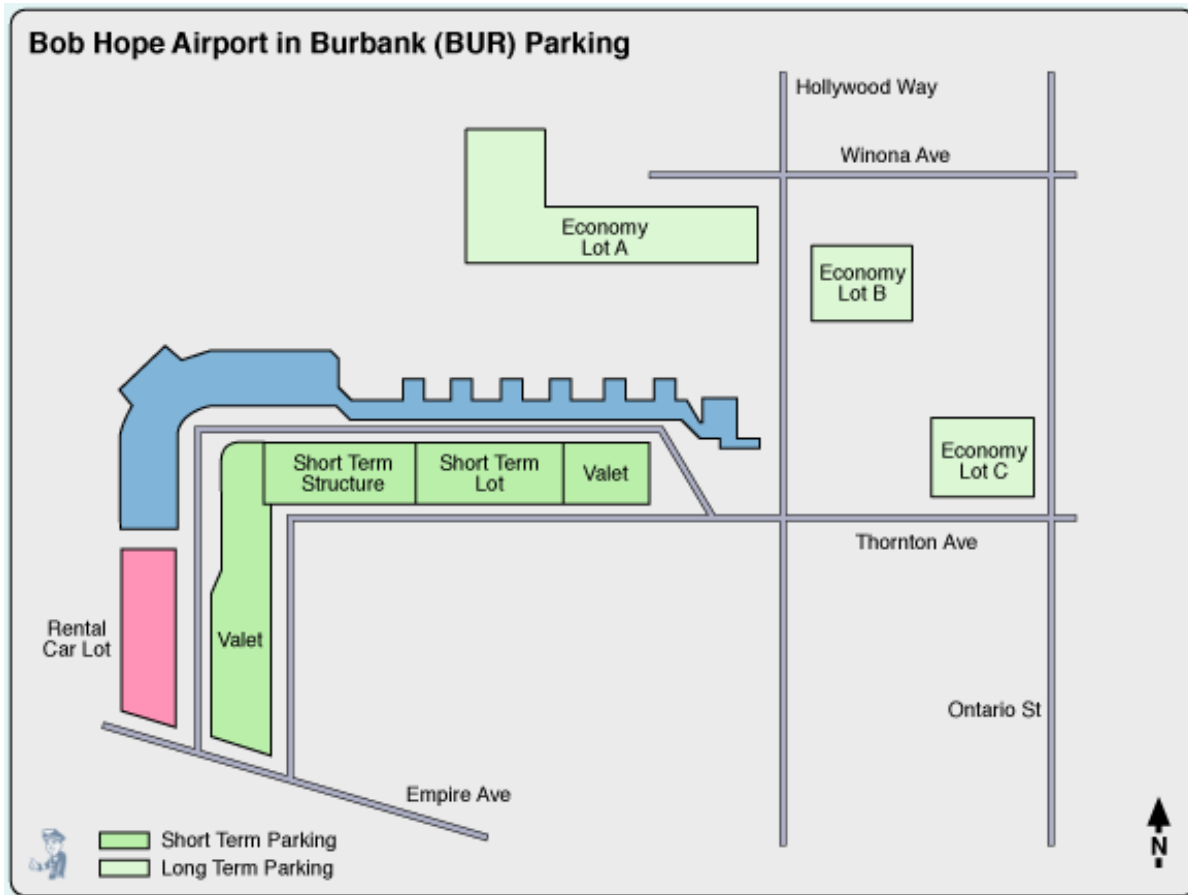 Bob Hope Airport in Burbank (BUR) Parking
Hollywood Way
Winona Ave
Economy
Lot A
Economy
Lot B
Economy
Lot C
Short Term
Structure
Short Term
Lot
Valet
Thornton Ave
Rental
Car Lot
Valet
Ontario St
Empire Ave
Short Term Parking
Long Term Parking
N